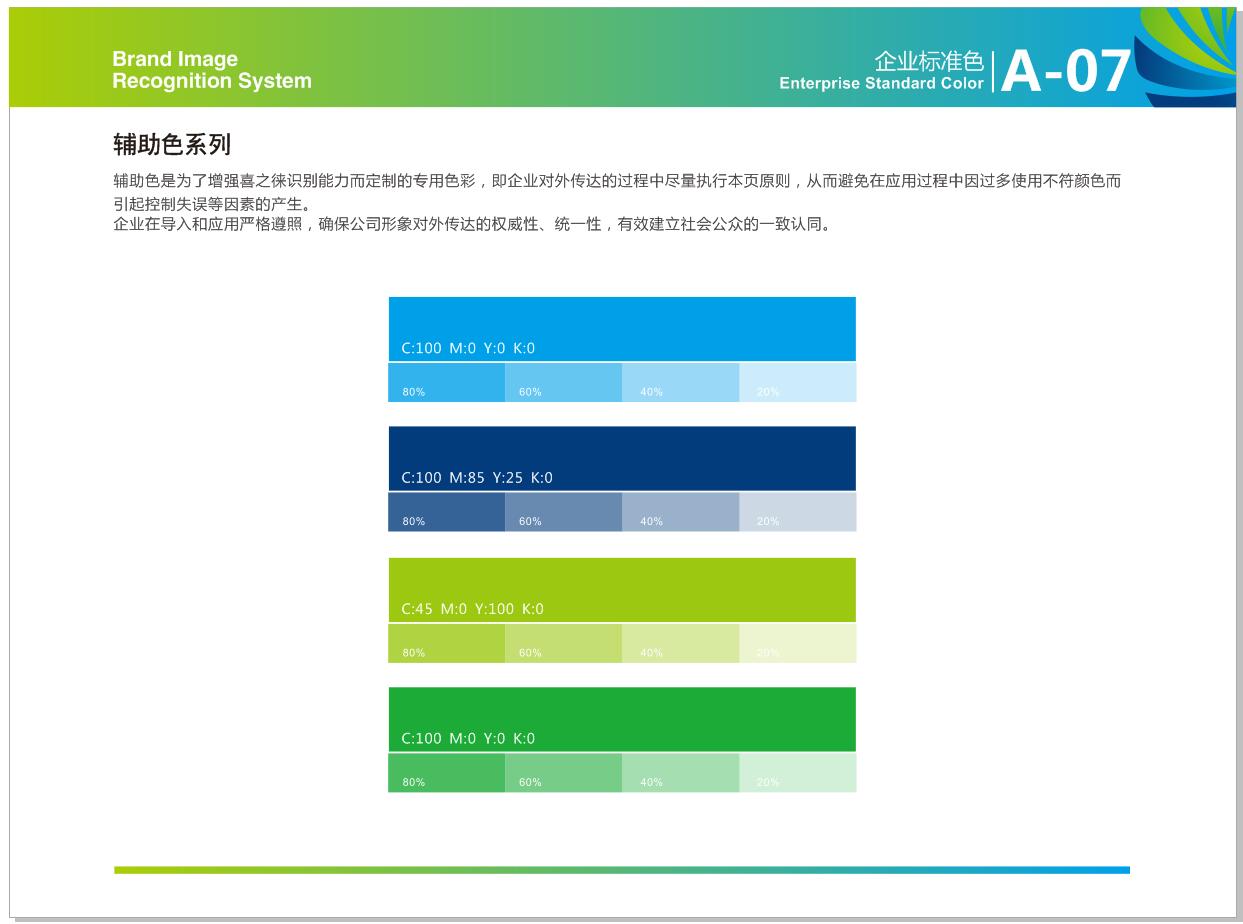 Brand Image
Recognition System
企业标准色
Enterprise Standard Color
A-07
辅助色系列
辅助色是为了增强喜之徕识别能力而定制的专用色彩，即企业对外传达的过程中尽量执行本页原则，从而避免在应用过程中因过多使用不符颜色而
引起控制失误等因素的产生。
企业在导入和应用严格遵照，确保公司形象对外传达的权威性、统一性，有效建立社会公众的一致认同。
C:100 M:0 Y:0 K:0
80% 60% 40% 20%
C:100 M:85 Y:25 K:0
80% 60% 40% 20%
C:45 M:0 Y:100 K:0
80% 60% 40% 20%
C:100 M:0 Y:0 K:0
80% 60% 40% 20%